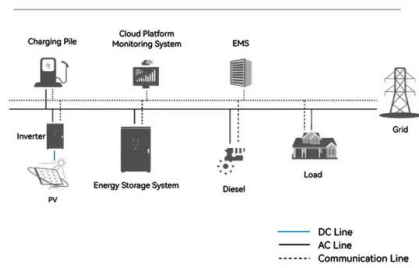 Charging Pile
Cloud Platform
Monitoring System
EMS
Grid
Inverter
PV
Energy Storage System
Diesel
Load
DC Line
AC Line
Communication Line